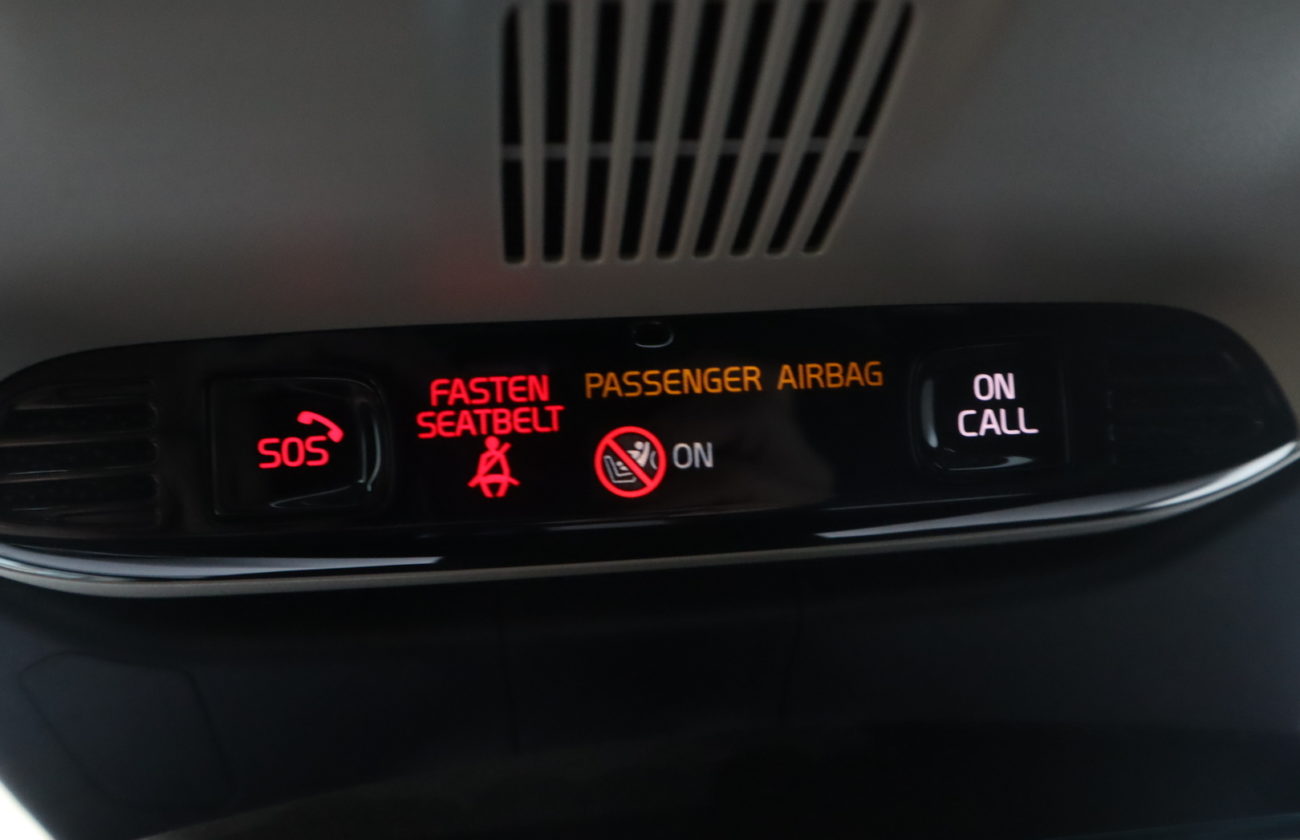 SOS
FASTEN
SEATBELT
PASSENGER AIRBAG
ON
ON
CALL